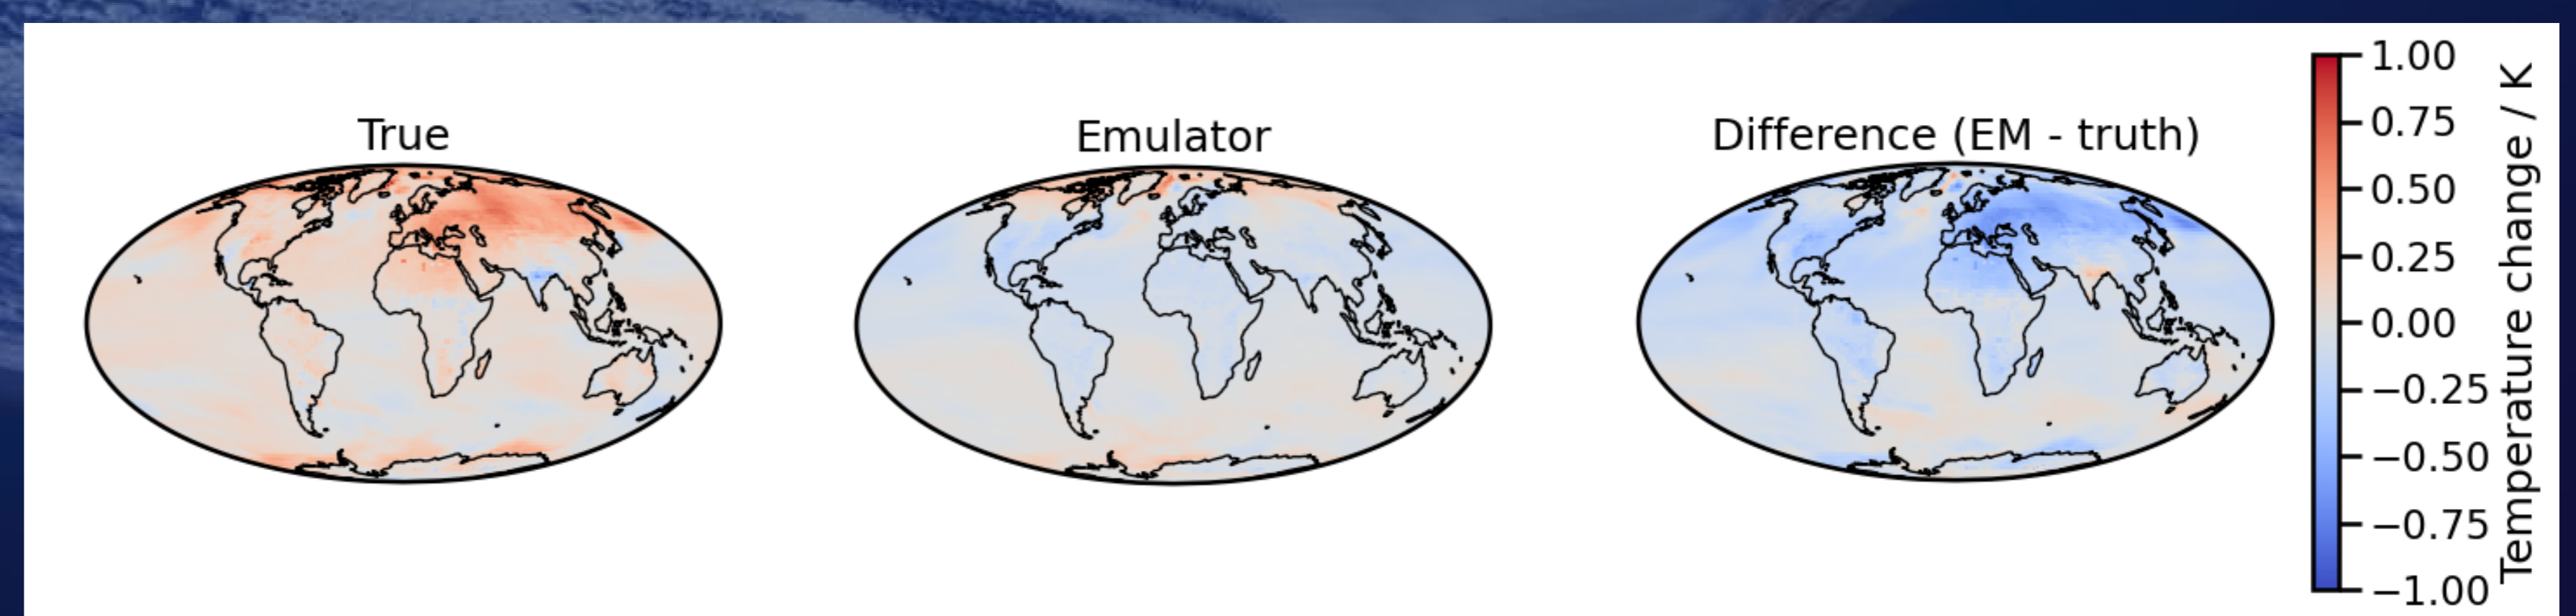 True
Emulator
Difference (EM - truth)
1.00
0.75
0.50
0.25
0.00
−0.25
−0.50
−0.75
−1.00
Temperature change / K